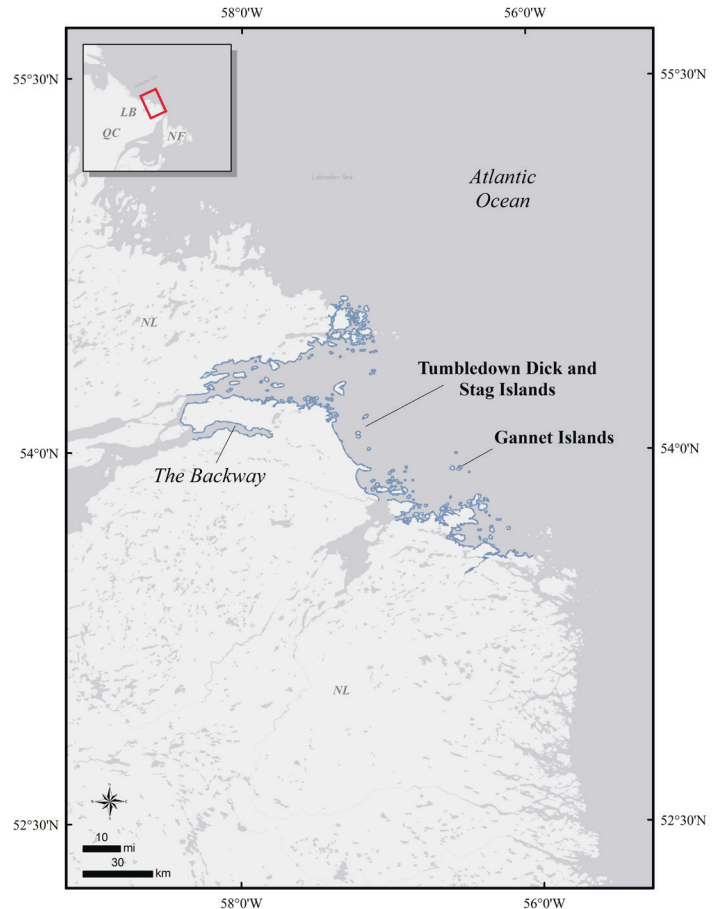 58°0'W
56°0'W
55°30'N
55°30'N
LB
QC
NF
Labrador Sea
Atlantic
Ocean
NL
Tumbledown Dick and
Stag Islands
Gannet Islands
54°0'N
54°0'N
The Backway
NL
52°30'N
52°30'N
10
mi
30
km
58°0'W
56°0'W